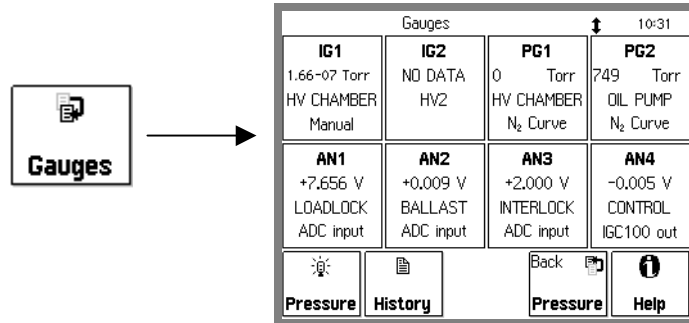 Gauges
Gauges 10:31
IG1 IG2 PG1 PG2
1.66-07 Torr NO DATA 0 Torr 749 Torr
HV CHAMBER HV2 HV CHAMBER OIL PUMP
Manual N₂ Curve N₂ Curve
AN1 AN2 AN3 AN4
+7.656 V +0.009 V +2.000 V -0.005 V
LOADLOCK BALLAST INTERLOCK CONTROL
ADC input ADC input ADC input IGC100 out
Back
Pressure History Pressure Help